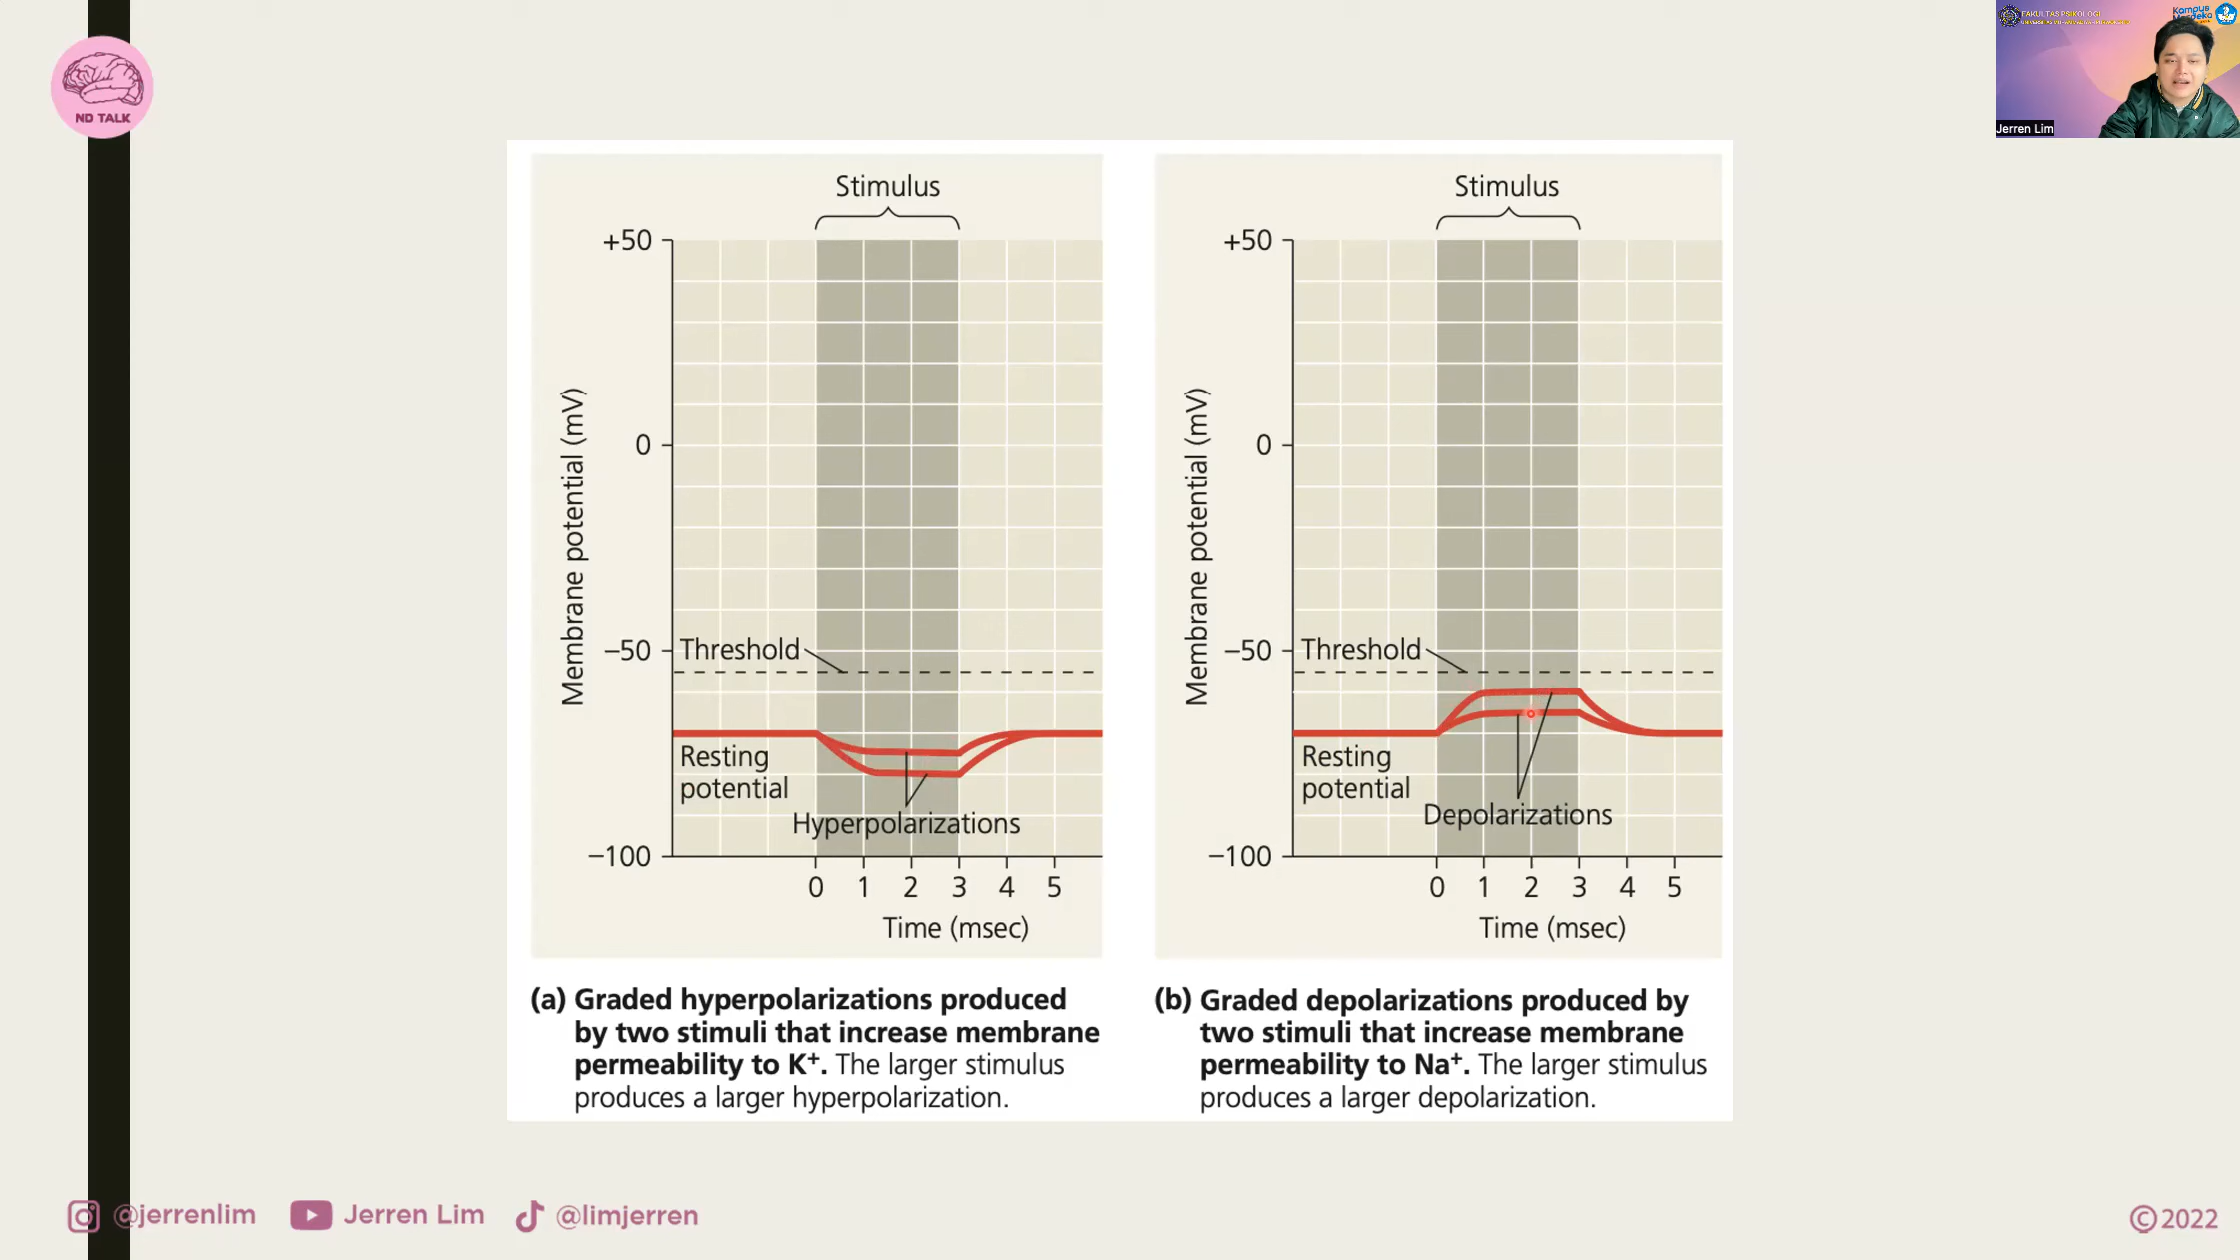 ND TALK
FAKULTAS PSIKOLOGI
Kampus
Merdeka
Jerren Lim
Stimulus
+50
0
−50
−100
Membrane potential (mV)
Threshold
Resting
potential
Hyperpolarizations
0 1 2 3 4 5
Time (msec)
(a) Graded hyperpolarizations produced
by two stimuli that increase membrane
permeability to K⁺. The larger stimulus
produces a larger hyperpolarization.
Stimulus
+50
0
−50
−100
Membrane potential (mV)
Threshold
Resting
potential
Depolarizations
0 1 2 3 4 5
Time (msec)
(b) Graded depolarizations produced by
two stimuli that increase membrane
permeability to Na⁺. The larger stimulus
produces a larger depolarization.
@jerrenlim Jerren Lim @limjerren
©2022